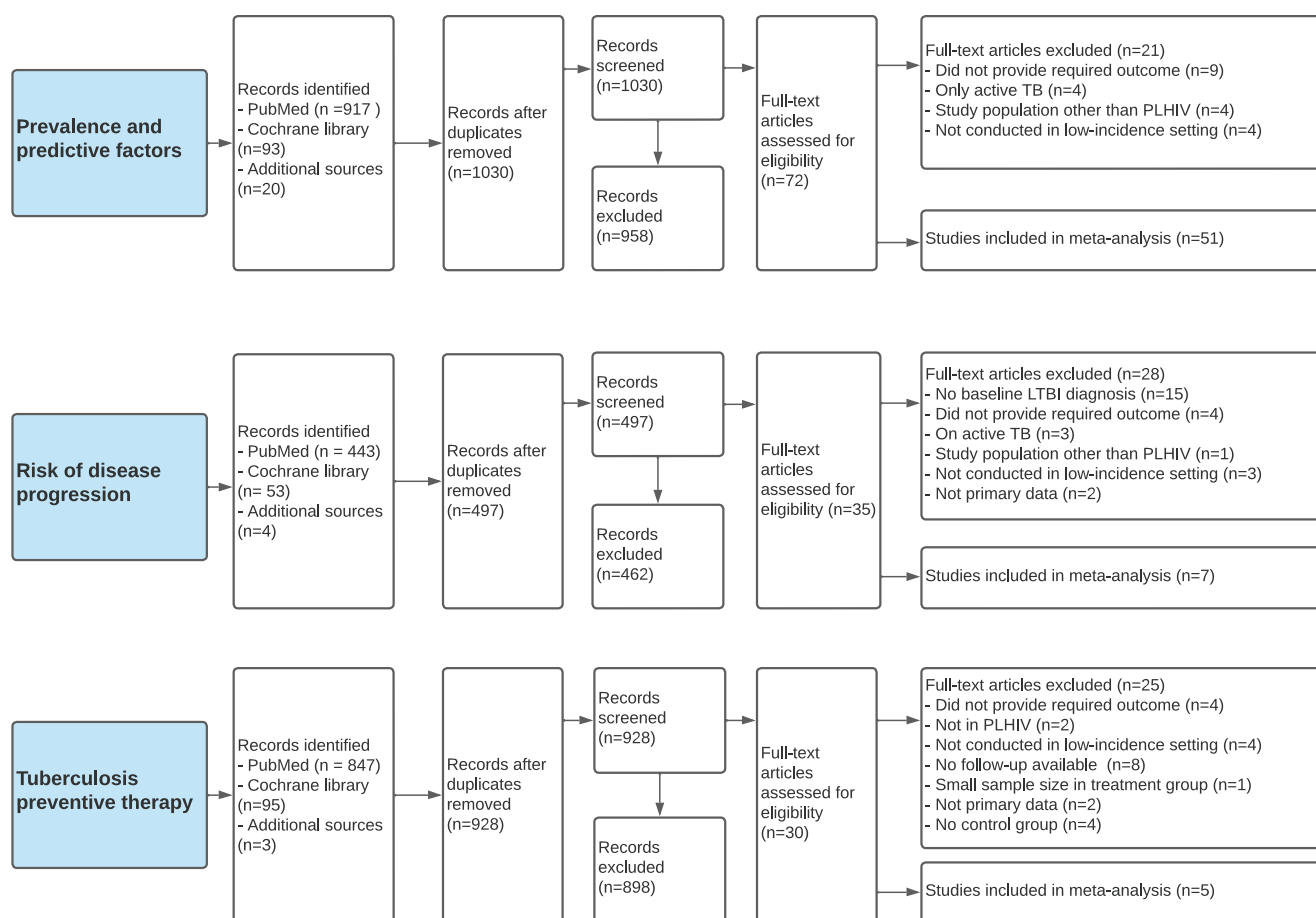 Prevalence and
predictive factors
Records identified
- PubMed (n =917 )
- Cochrane library
(n=93)
- Additional sources
(n=20)
Records after
duplicates
removed
(n=1030)
Records
screened
(n=1030)
Records
excluded
(n=958)
Full-text
articles
assessed for
eligibility
(n=72)
Full-text articles excluded (n=21)
- Did not provide required outcome (n=9)
- Only active TB (n=4)
- Study population other than PLHIV (n=4)
- Not conducted in low-incidence setting (n=4)
Studies included in meta-analysis (n=51)
Risk of disease
progression
Records identified
- PubMed (n = 443)
- Cochrane library
(n= 53)
- Additional sources
(n=4)
Records after
duplicates
removed
(n=497)
Records
screened
(n=497)
Records
excluded
(n=462)
Full-text
articles
assessed for
eligibility (n=35)
Full-text articles excluded (n=28)
- No baseline LTBI diagnosis (n=15)
- Did not provide required outcome (n=4)
- On active TB (n=3)
- Study population other than PLHIV (n=1)
- Not conducted in low-incidence setting (n=3)
- Not primary data (n=2)
Studies included in meta-analysis (n=7)
Tuberculosis
preventive therapy
Records identified
- PubMed (n = 847)
- Cochrane library
(n=95)
- Additional sources
(n=3)
Records after
duplicates
removed
(n=928)
Records
screened
(n=928)
Records
excluded
(n=898)
Full-text
articles
assessed for
eligibility
(n=30)
Full-text articles excluded (n=25)
- Did not provide required outcome (n=4)
- Not in PLHIV (n=2)
- Not conducted in low-incidence setting (n=4)
- No follow-up available  (n=8)
- Small sample size in treatment group (n=1)
- Not primary data (n=2)
- No control group (n=4)
Studies included in meta-analysis (n=5)